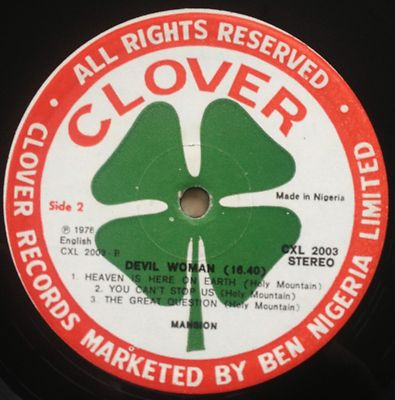 · ALL RIGHTS RESERVED ·
CLOVER RECORDS MARKETED BY BEN NIGERIA LIMITED
CLOVER
Side 2
Made in Nigeria
℗ 1976
English
CXL 2003 - B
CXL 2003
STEREO
DEVIL WOMAN (16.40)
1. HEAVEN IS HERE ON EARTH (Holy Mountain)
2. YOU CAN'T STOP US (Holy Mountain)
3. THE GREAT QUESTION (Holy Mountain)
MANSION